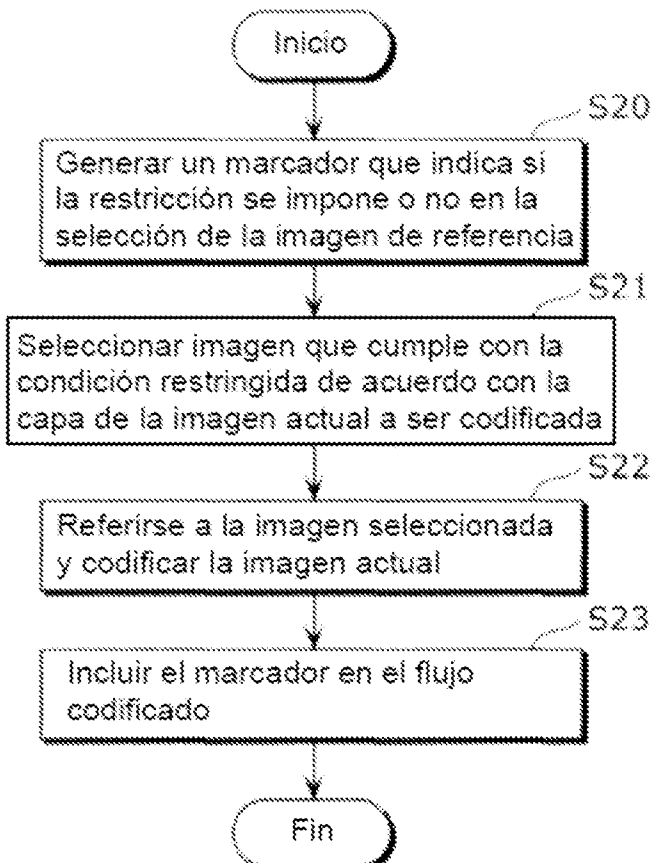 Inicio
S20
Generar un marcador que indica si
la restricción se impone o no en la
selección de la imagen de referencia
S21
Seleccionar imagen que cumple con la
condición restringida de acuerdo con la
capa de la imagen actual a ser codificada
S22
Referirse a la imagen seleccionada
y codificar la imagen actual
S23
Incluir el marcador en el flujo
codificado
Fin